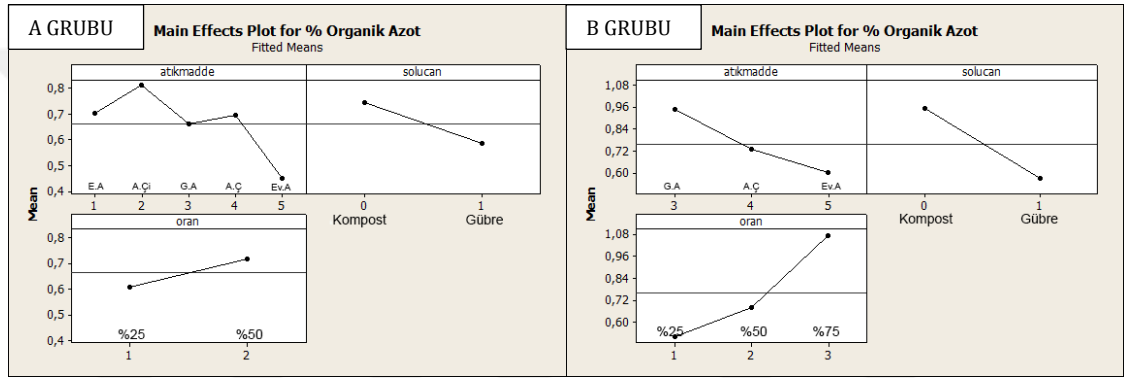 A GRUBU
Main Effects Plot for % Organik Azot
Fitted Means
atıkmadde
solucan
0,8
0,7
0,6
0,5
0,4
E.A A.Çi G.A A.Ç Ev.A
1 2 3 4 5
0 1
Kompost Gübre
Mean
oran
0,8
0,7
0,6
0,5
0,4
%25 %50
1 2
B GRUBU
Main Effects Plot for % Organik Azot
Fitted Means
atıkmadde
solucan
1,08
0,96
0,84
0,72
0,60
G.A A.Ç Ev.A
3 4 5
0 1
Kompost Gübre
Mean
oran
1,08
0,96
0,84
0,72
0,60
%25 %50 %75
1 2 3